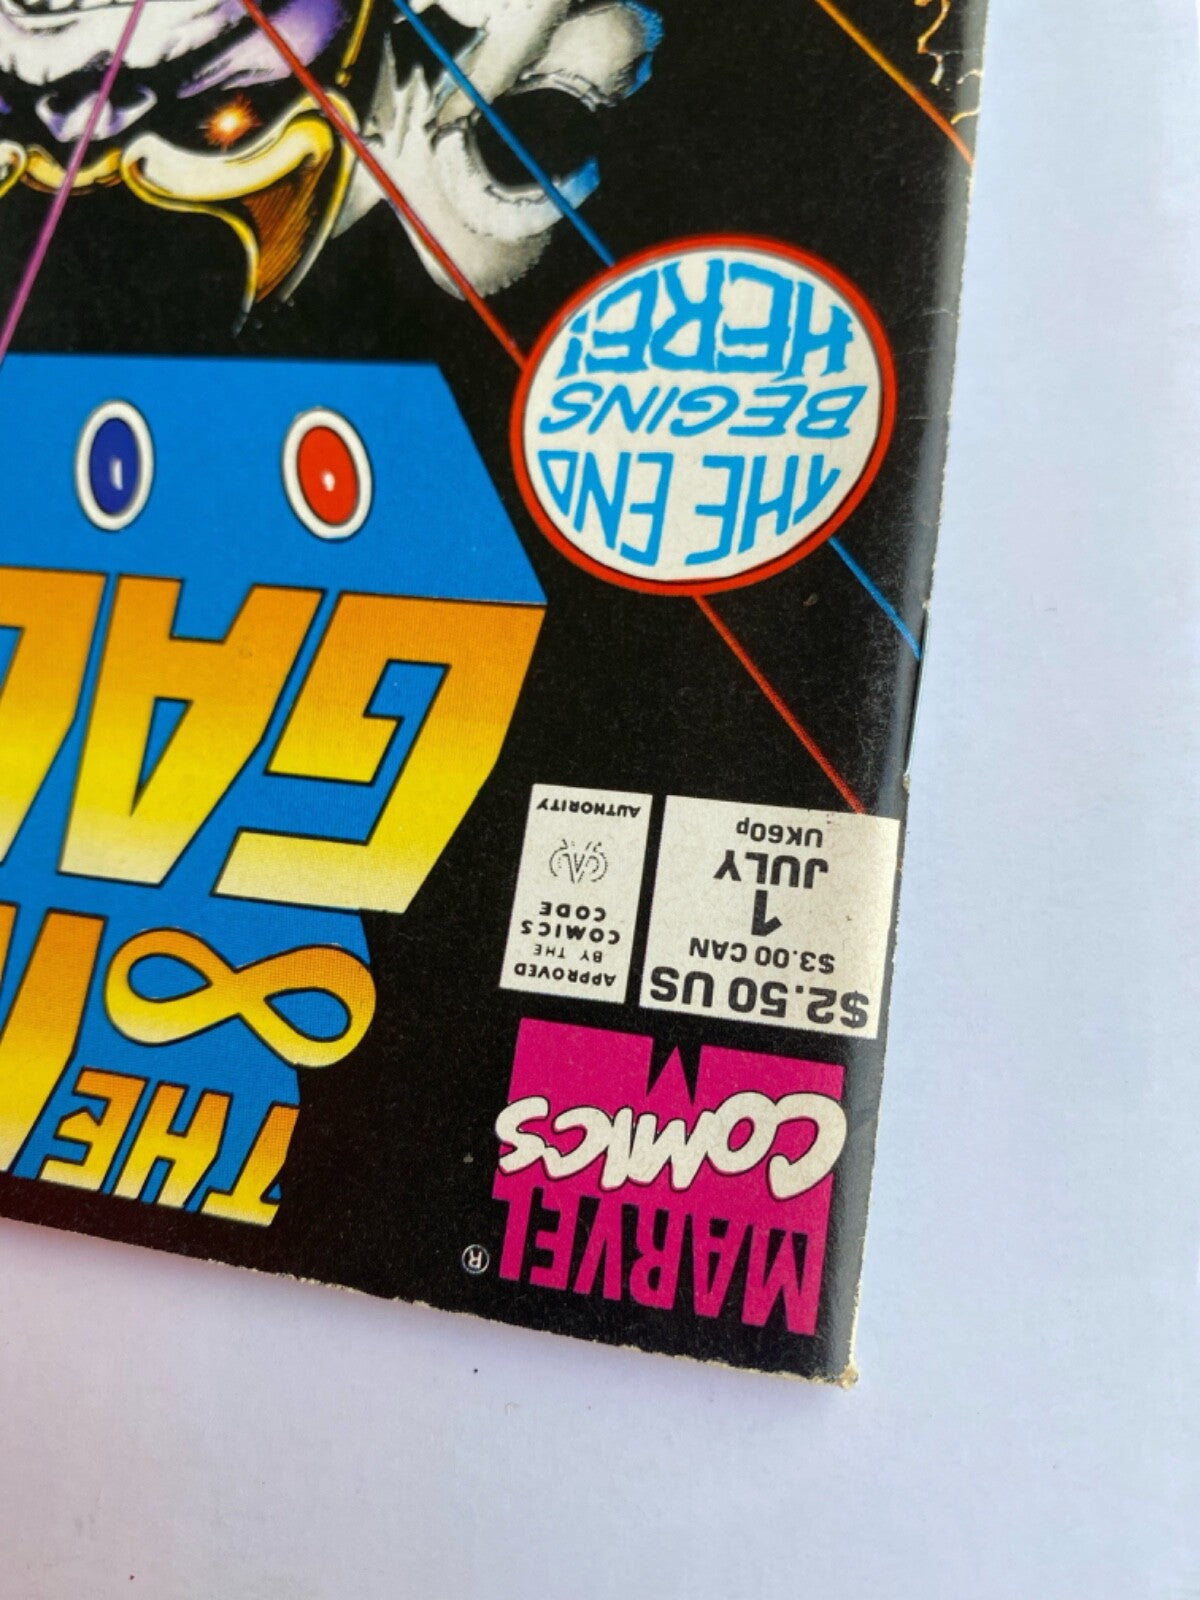 MARVEL
COMICS
®
$2.50 US
$3.00 CAN
1
JULY
UK60p
APPROVED
BY THE
COMICS
CODE
AUTHORITY
THE
GA
THE END
BEGINS
HERE!